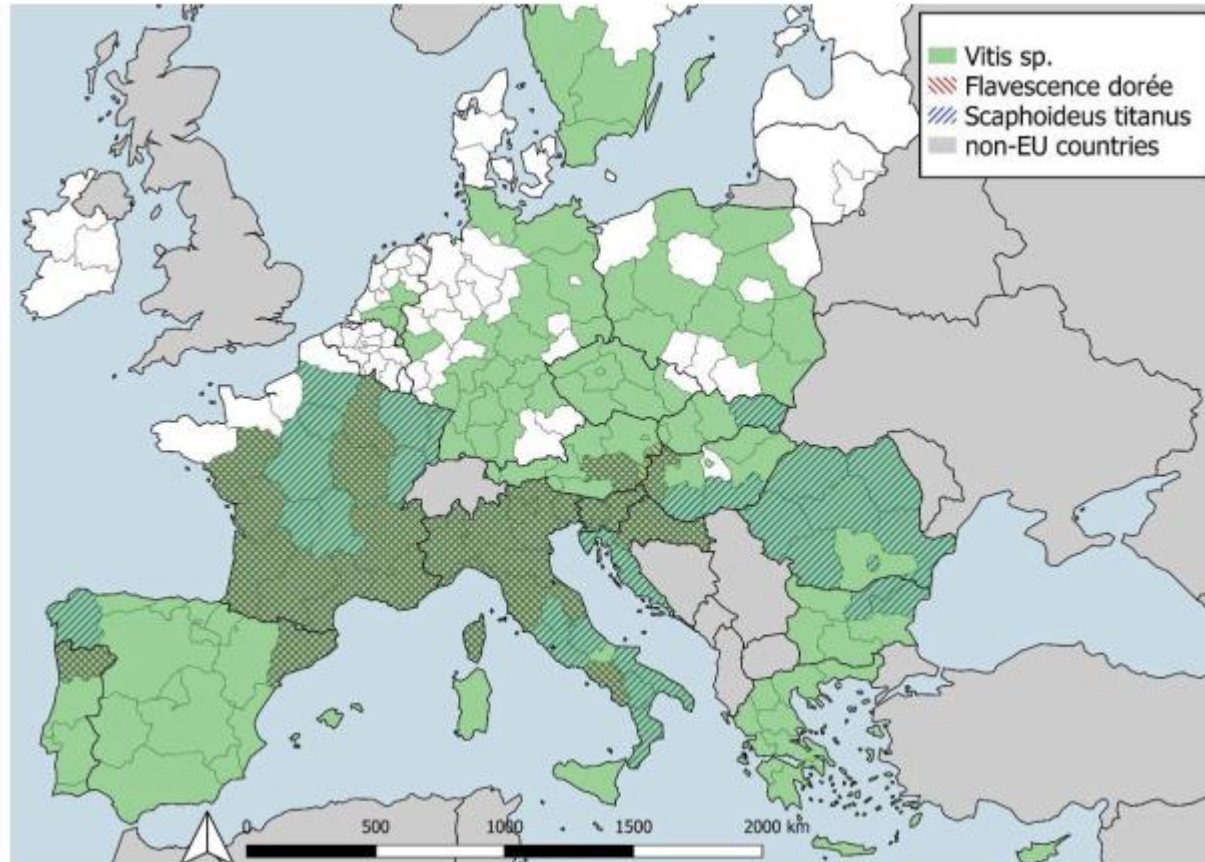 Vitis sp.
Flavescence dorée
Scaphoideus titanus
non-EU countries
0 500 1000 1500 2000 km